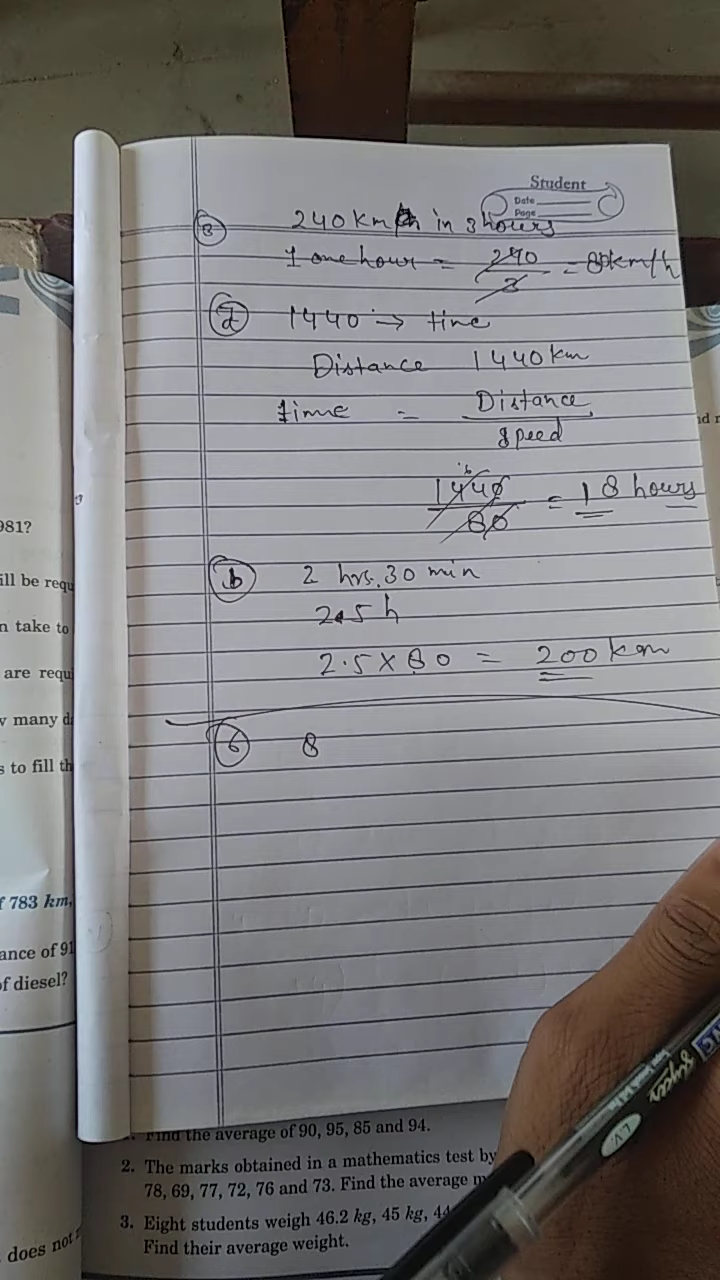 Student
Date
Page
3 240 km in 3 hours
1 one hour = 240/3 = 80km/h
1440 → time
Distance 1440 km
time = Distance/speed
1440/80 = 18 hours
b 2 hrs. 30 min
2.5 h
2.5 × 80 = 200 km
6 8
981?
ill be requ
n take to
are requ
many d
s to fill th
f 783 km,
ance of 91
of diesel?
does not
Find the average of 90, 95, 85 and 94.
2. The marks obtained in a mathematics test by
78, 69, 77, 72, 76 and 73. Find the average m
3. Eight students weigh 46.2 kg, 45 kg, 44
Find their average weight.